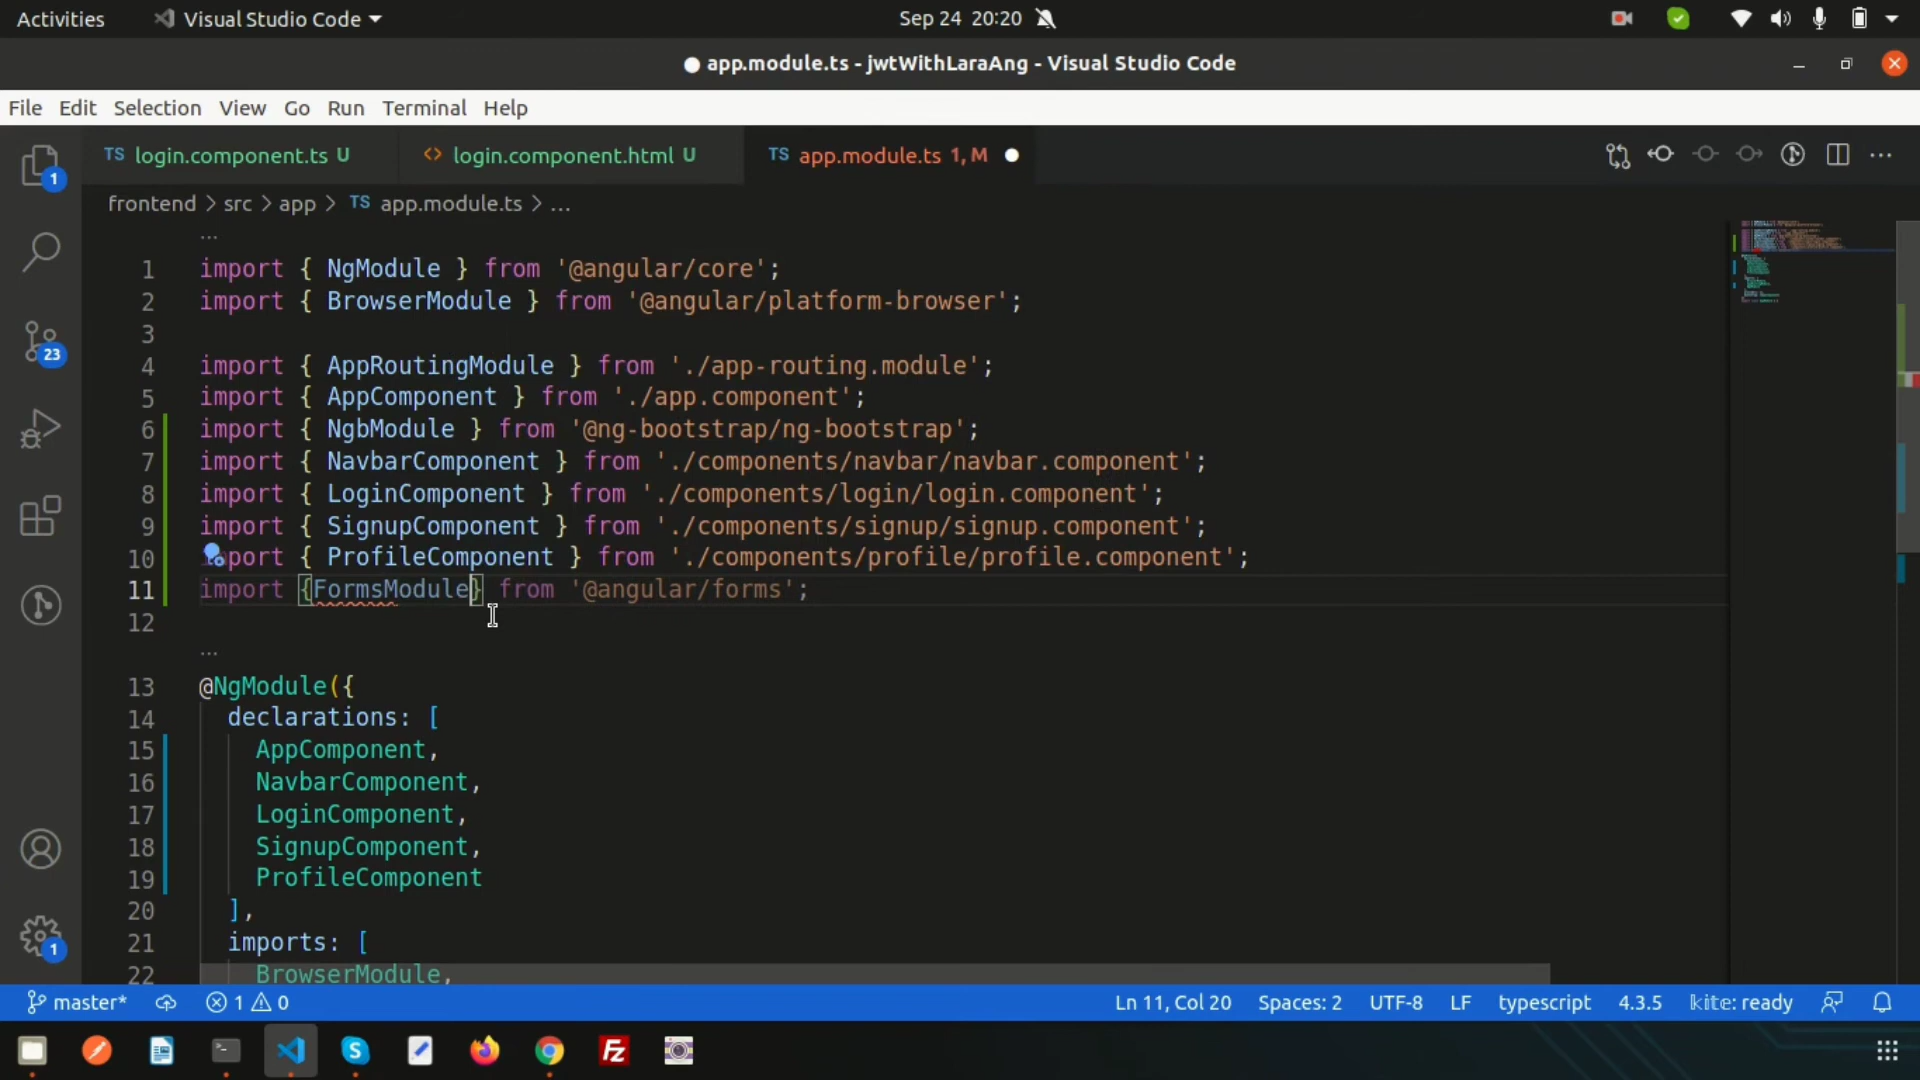 Activities
Visual Studio Code
Sep 24 20:20
app.module.ts - jwtWithLaraAng - Visual Studio Code
File Edit Selection View Go Run Terminal Help
TS login.component.ts U
<> login.component.html U
TS app.module.ts 1, M
frontend > src > app > TS app.module.ts > ...
...
1 import { NgModule } from '@angular/core';
2 import { BrowserModule } from '@angular/platform-browser';
3
4 import { AppRoutingModule } from './app-routing.module';
5 import { AppComponent } from './app.component';
6 import { NgbModule } from '@ng-bootstrap/ng-bootstrap';
7 import { NavbarComponent } from './components/navbar/navbar.component';
8 import { LoginComponent } from './components/login/login.component';
9 import { SignupComponent } from './components/signup/signup.component';
10 import { ProfileComponent } from './components/profile/profile.component';
11 import {FormsModule} from '@angular/forms';
12
...
13 @NgModule({
14 declarations: [
15 AppComponent,
16 NavbarComponent,
17 LoginComponent,
18 SignupComponent,
19 ProfileComponent
20 ],
21 imports: [
22 BrowserModule,
1
23
1
master*
1 0
Ln 11, Col 20
Spaces: 2
UTF-8
LF
typescript
4.3.5
kite: ready